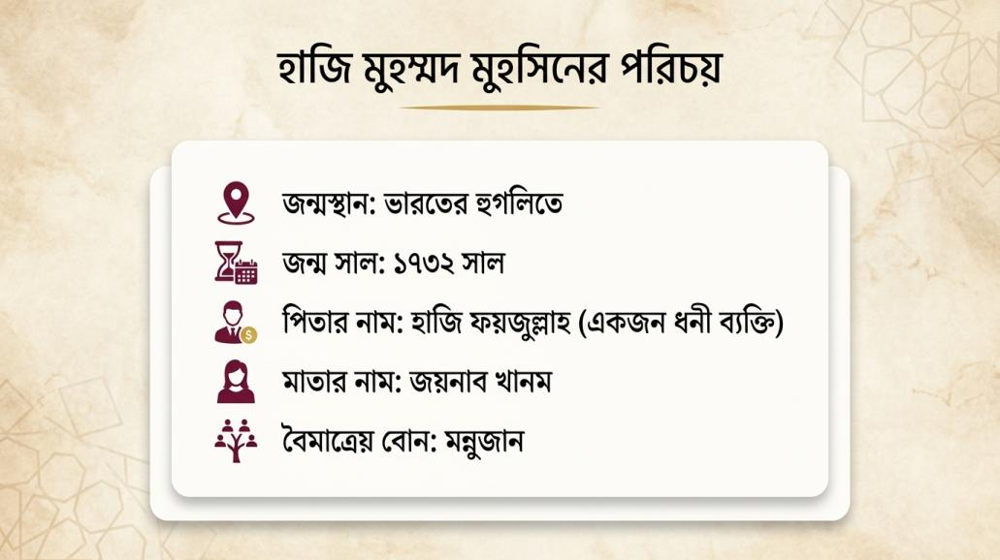 হাজি মুহম্মদ মুহসিনের পরিচয়
জন্মস্থান: ভারতের হুগলিতে
জন্ম সাল: ১৭৩২ সাল
পিতার নাম: হাজি ফয়জুল্লাহ (একজন ধনী ব্যক্তি)
মাতার নাম: জয়নাব খানম
বৈমাত্রেয় বোন: মন্নুজান